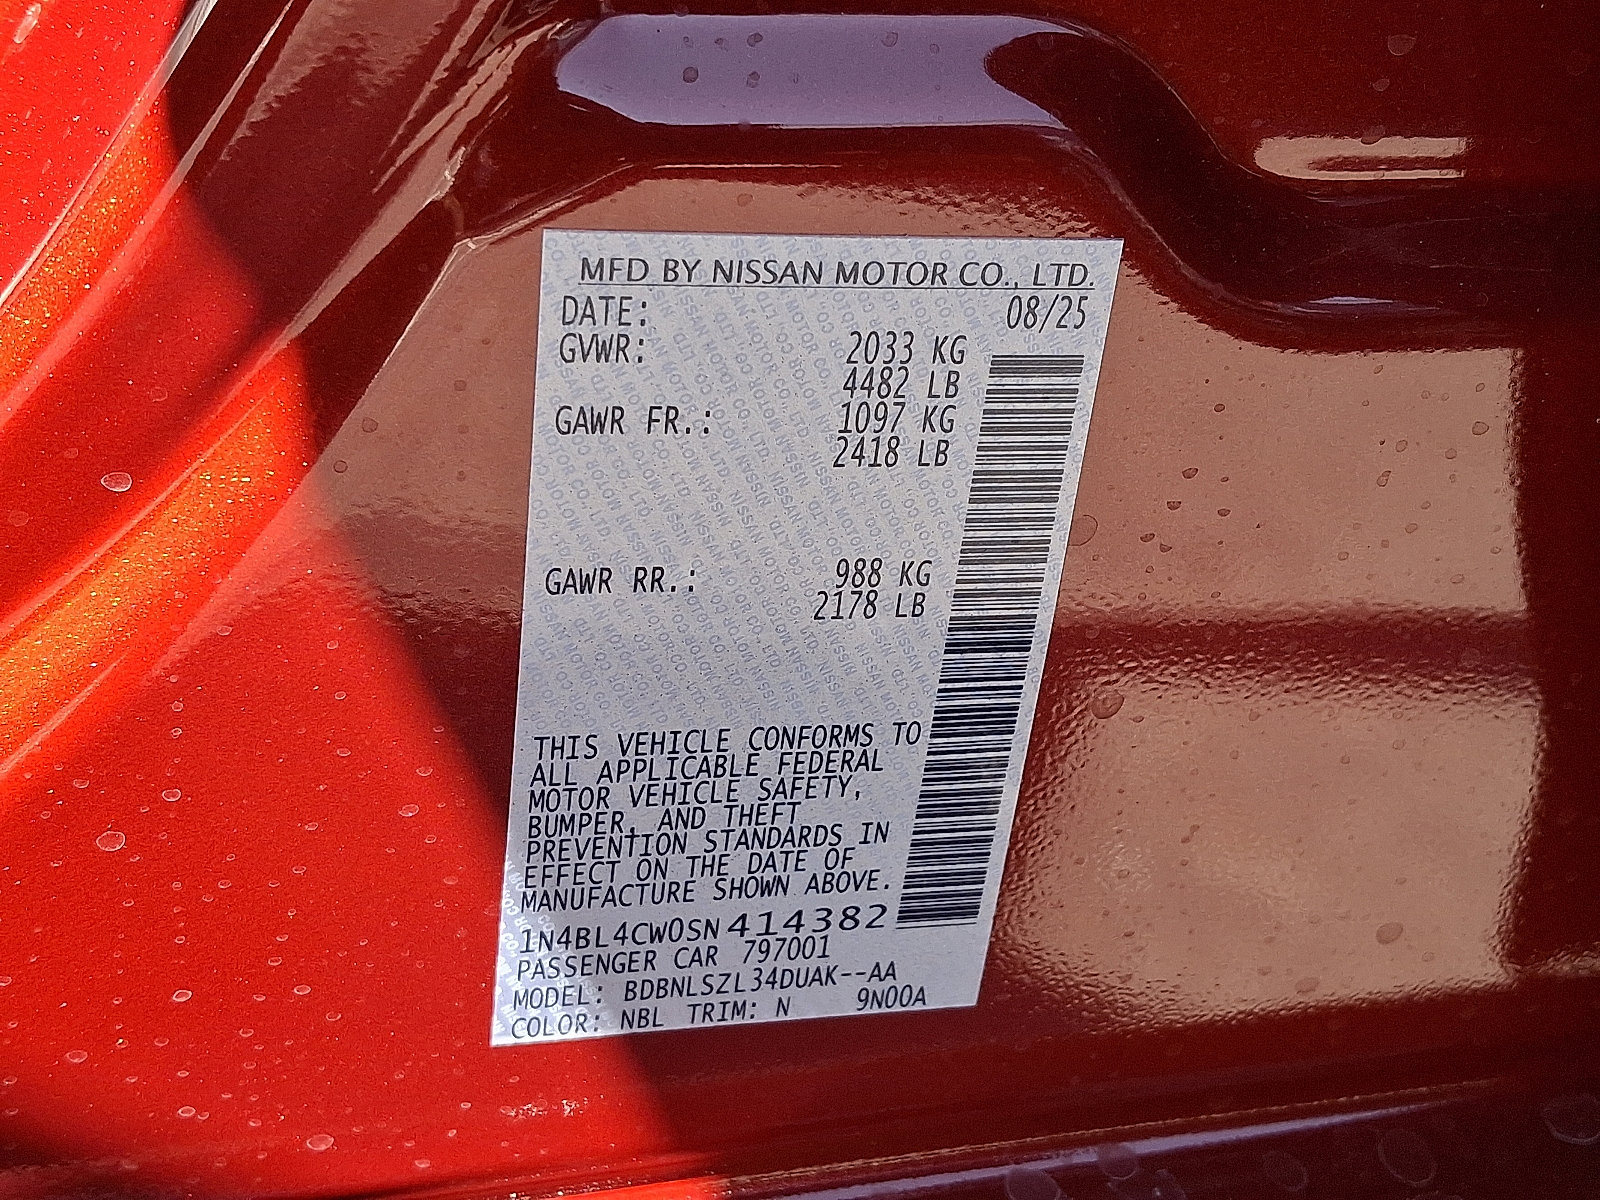 MFD BY NISSAN MOTOR CO., LTD.
DATE: 08/25
GVWR: 2033 KG
4482 LB
GAWR FR.: 1097 KG
2418 LB
GAWR RR.: 988 KG
2178 LB
THIS VEHICLE CONFORMS TO
ALL APPLICABLE FEDERAL
MOTOR VEHICLE SAFETY,
BUMPER, AND THEFT
PREVENTION STANDARDS IN
EFFECT ON THE DATE OF
MANUFACTURE SHOWN ABOVE.
1N4BL4CW0SN414382
PASSENGER CAR 797001
MODEL: BDBNLSZL34DUAK--AA
COLOR: NBL TRIM: N 9N00A